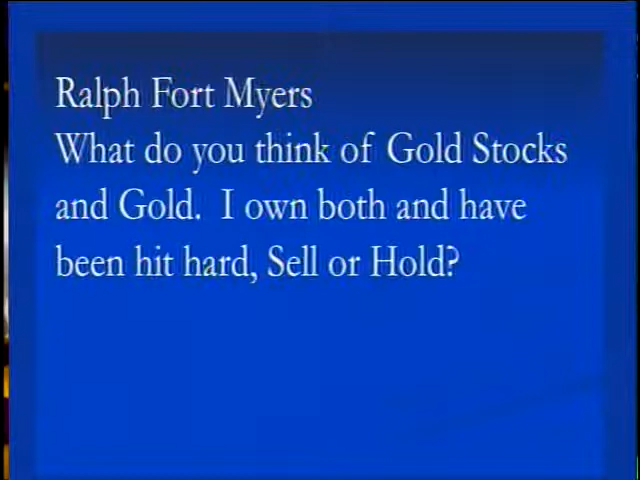 Ralph Fort Myers
What do you think of Gold Stocks
and Gold.  I own both and have
been hit hard, Sell or Hold?